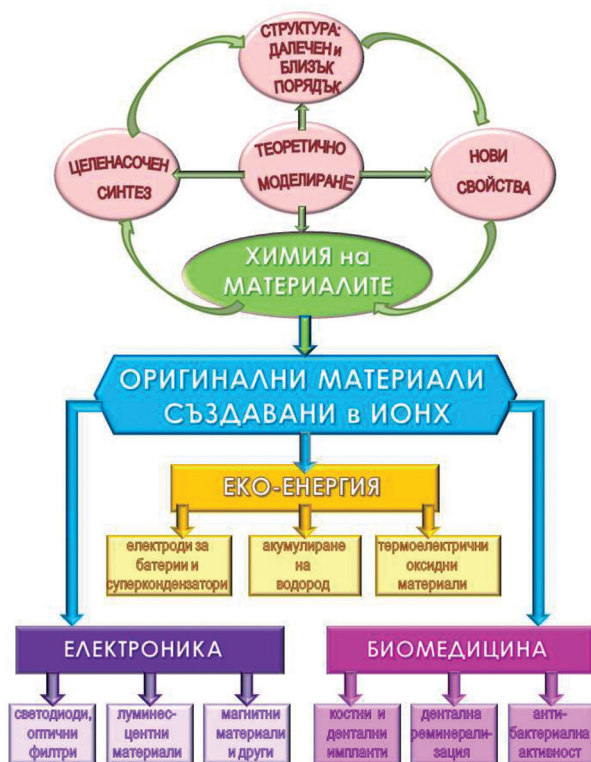 СТРУКТУРА:
ДАЛЕЧЕН и
БЛИЗЪК
ПОРЯДЪК
ЦЕЛЕНАСОЧЕН
СИНТЕЗ
ТЕОРЕТИЧНО
МОДЕЛИРАНЕ
НОВИ
СВОЙСТВА
ХИМИЯ на
МАТЕРИАЛИТЕ
ОРИГИНАЛНИ МАТЕРИАЛИ
СЪЗДАВАНИ в ИОНХ
ЕКО-ЕНЕРГИЯ
електроди за
батерии и
суперкондензатори
акумулиране
на
водород
термоелектрични
оксидни
материали
ЕЛЕКТРОНИКА
светодиоди,
оптични
филтри
луминес-
центни
материали
магнитни
материали
и други
БИОМЕДИЦИНА
костни и
дентални
импланти
дентална
реминерали-
зация
анти-
бактериална
активност